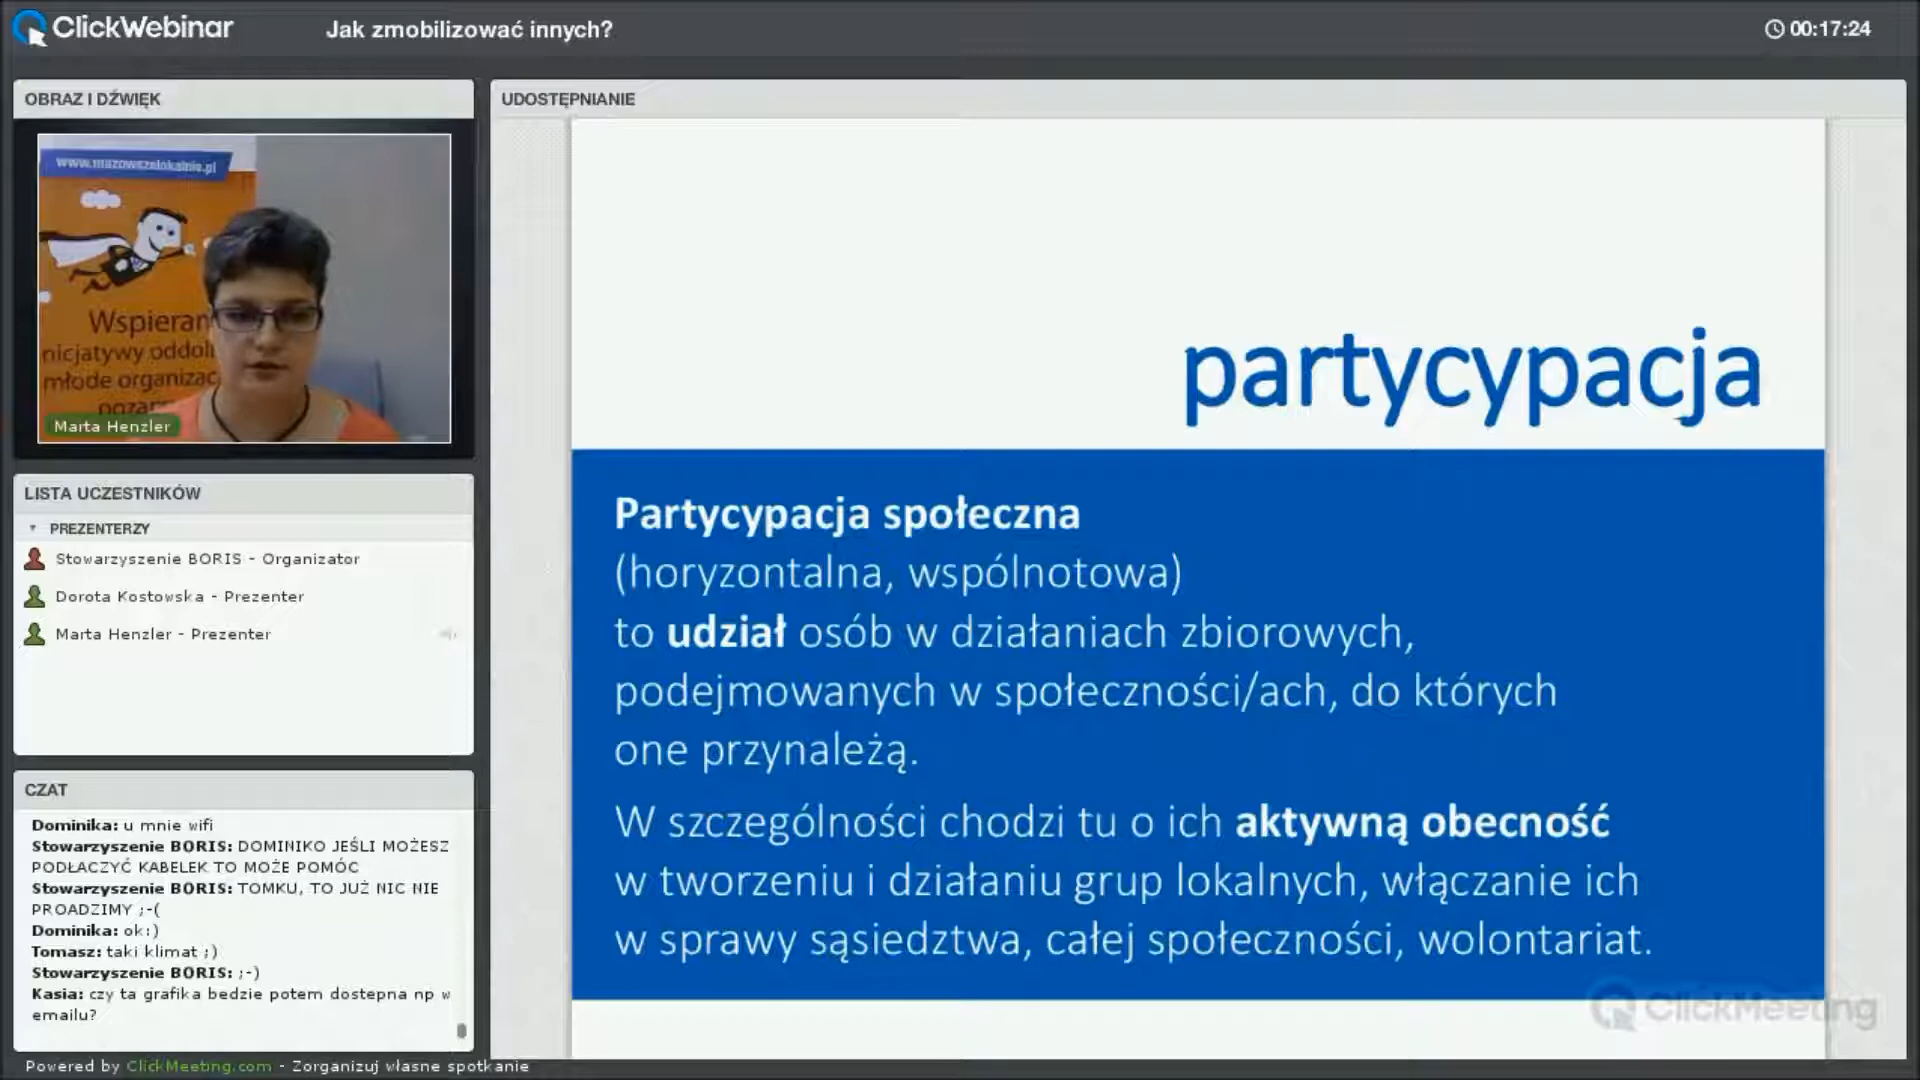 ClickWebinar
Jak zmobilizować innych?
00:17:24
OBRAZ I DŹWIĘK
www.mazowszelokalnie.pl
Wspieram
nicjatywy oddol
młode organizac
pozar
Marta Henzler
LISTA UCZESTNIKÓW
PREZENTERZY
Stowarzyszenie BORIS - Organizator
Dorota Kostowska - Prezenter
Marta Henzler - Prezenter
CZAT
Dominika: u mnie wifi
Stowarzyszenie BORIS: DOMINIKO JEŚLI MOŻESZ
PODŁACZYĆ KABELEK TO MOŻE POMÓC
Stowarzyszenie BORIS: TOMKU, TO JUŻ NIC NIE
PROADZIMY ;-(
Dominika: ok:)
Tomasz: taki klimat ;)
Stowarzyszenie BORIS: ;-)
Kasia: czy ta grafika bedzie potem dostepna np w
emailu?
Powered by ClickMeeting.com - Zorganizuj własne spotkanie
UDOSTĘPNIANIE
partycypacja
Partycypacja społeczna
(horyzontalna, wspólnotowa)
to udział osób w działaniach zbiorowych,
podejmowanych w społeczności/ach, do których
one przynależą.
W szczególności chodzi tu o ich aktywną obecność
w tworzeniu i działaniu grup lokalnych, włączanie ich
w sprawy sąsiedztwa, całej społeczności, wolontariat.
ClickMeeting